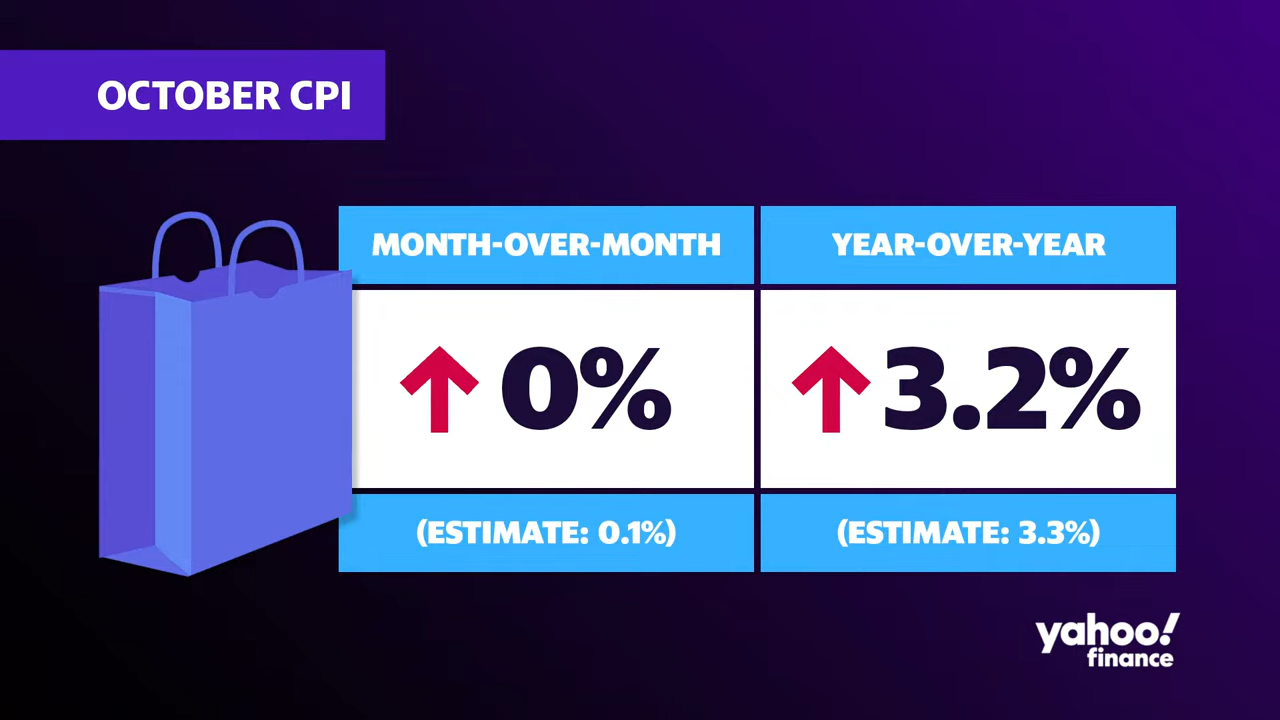 OCTOBER CPI
MONTH-OVER-MONTH
YEAR-OVER-YEAR
↑ 0%
↑ 3.2%
(ESTIMATE: 0.1%)
(ESTIMATE: 3.3%)
yahoo!
finance